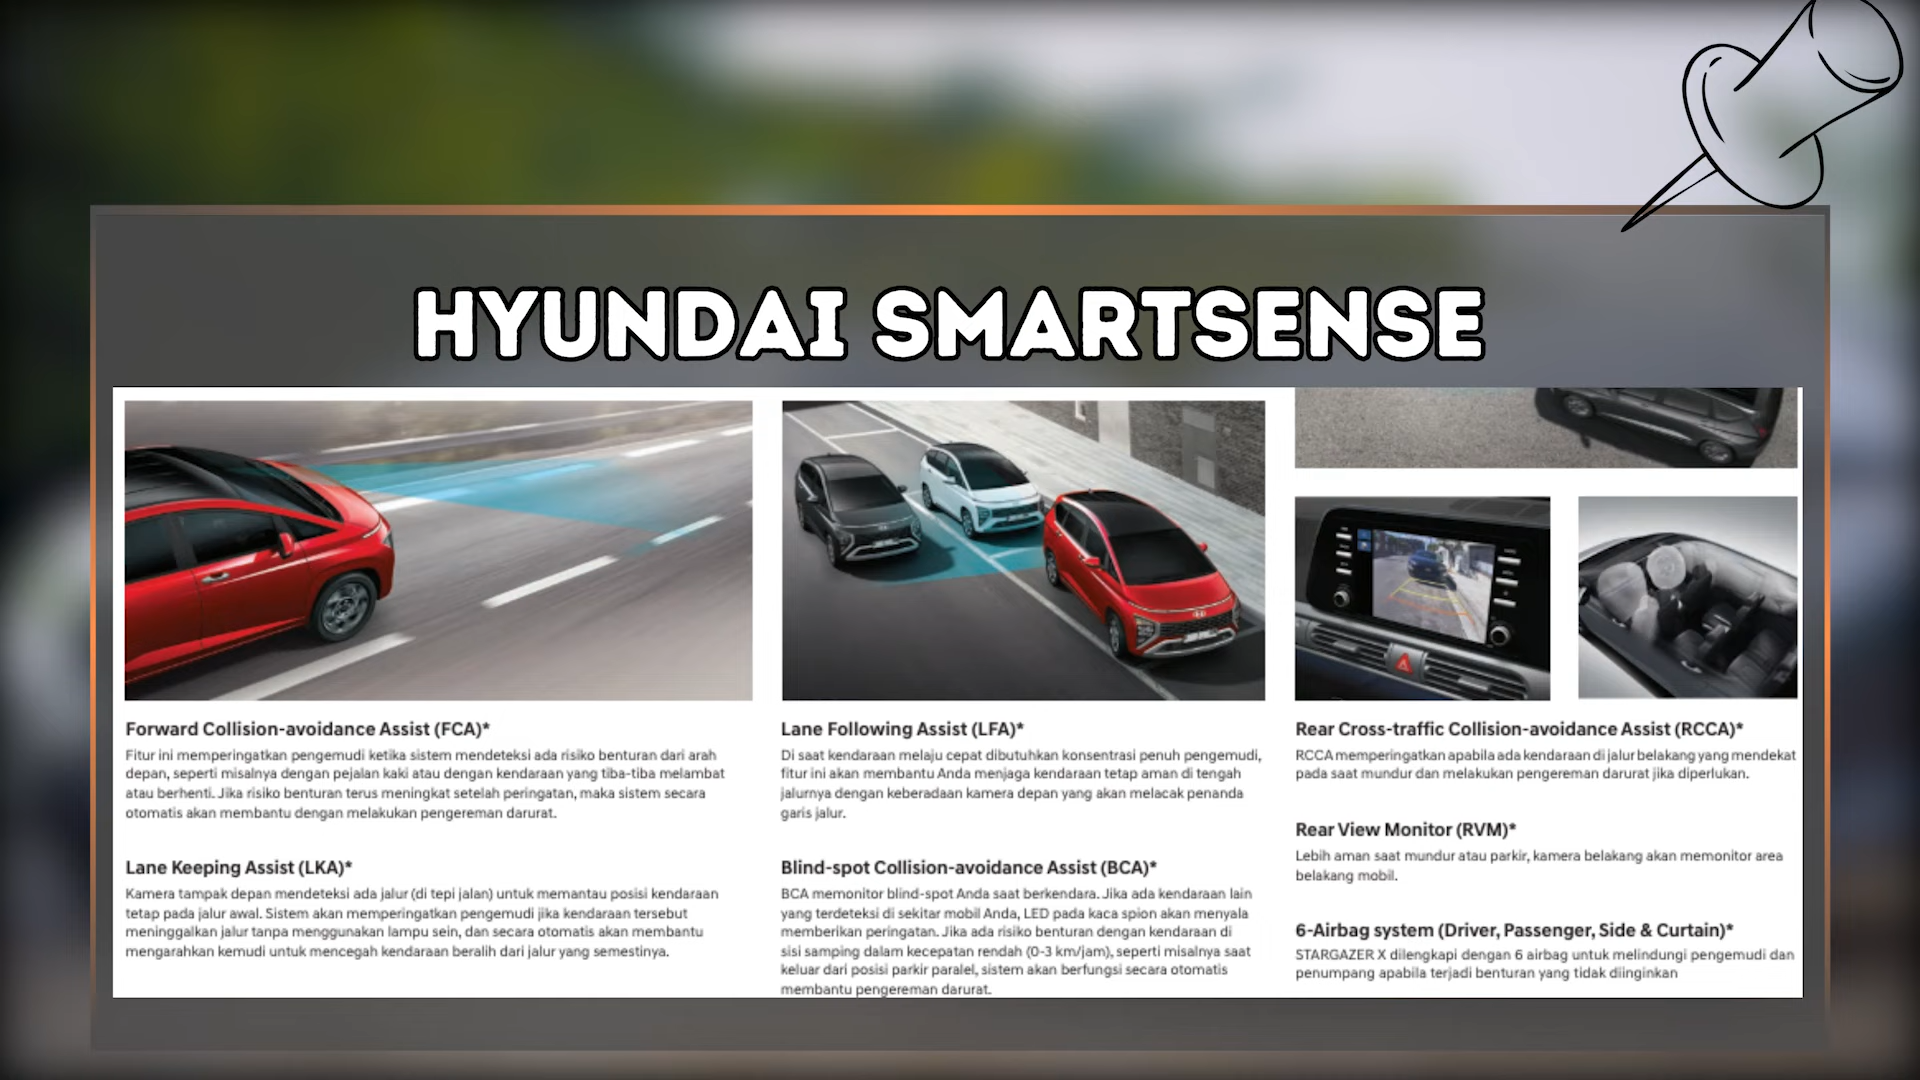 HYUNDAI SMARTSENSE
Forward Collision-avoidance Assist (FCA)*
Fitur ini memperingatkan pengemudi ketika sistem mendeteksi ada risiko benturan dari arah
depan, seperti misalnya dengan pejalan kaki atau dengan kendaraan yang tiba-tiba melambat
atau berhenti. Jika risiko benturan terus meningkat setelah peringatan, maka sistem secara
otomatis akan membantu dengan melakukan pengereman darurat.
Lane Keeping Assist (LKA)*
Kamera tampak depan mendeteksi ada jalur (di tepi jalan) untuk memantau posisi kendaraan
tetap pada jalur awal. Sistem akan memperingatkan pengemudi jika kendaraan tersebut
meninggalkan jalur tanpa menggunakan lampu sein, dan secara otomatis akan membantu
mengarahkan kemudi untuk mencegah kendaraan beralih dari jalur yang semestinya.
Lane Following Assist (LFA)*
Di saat kendaraan melaju cepat dibutuhkan konsentrasi penuh pengemudi,
fitur ini akan membantu Anda menjaga kendaraan tetap aman di tengah
jalurnya dengan keberadaan kamera depan yang akan melacak penanda
garis jalur.
Blind-spot Collision-avoidance Assist (BCA)*
BCA memonitor blind-spot Anda saat berkendara. Jika ada kendaraan lain
yang terdeteksi di sekitar mobil Anda, LED pada kaca spion akan menyala
memberikan peringatan. Jika ada risiko benturan dengan kendaraan di
sisi samping dalam kecepatan rendah (0-3 km/jam), seperti misalnya saat
keluar dari posisi parkir paralel, sistem akan berfungsi secara otomatis
membantu pengereman darurat.
Rear Cross-traffic Collision-avoidance Assist (RCCA)*
RCCA memperingatkan apabila ada kendaraan di jalur belakang yang mendekat
pada saat mundur dan melakukan pengereman darurat jika diperlukan.
Rear View Monitor (RVM)*
Lebih aman saat mundur atau parkir, kamera belakang akan memonitor area
belakang mobil.
6-Airbag system (Driver, Passenger, Side & Curtain)*
STARGAZER X dilengkapi dengan 6 airbag untuk melindungi pengemudi dan
penumpang apabila terjadi benturan yang tidak diinginkan